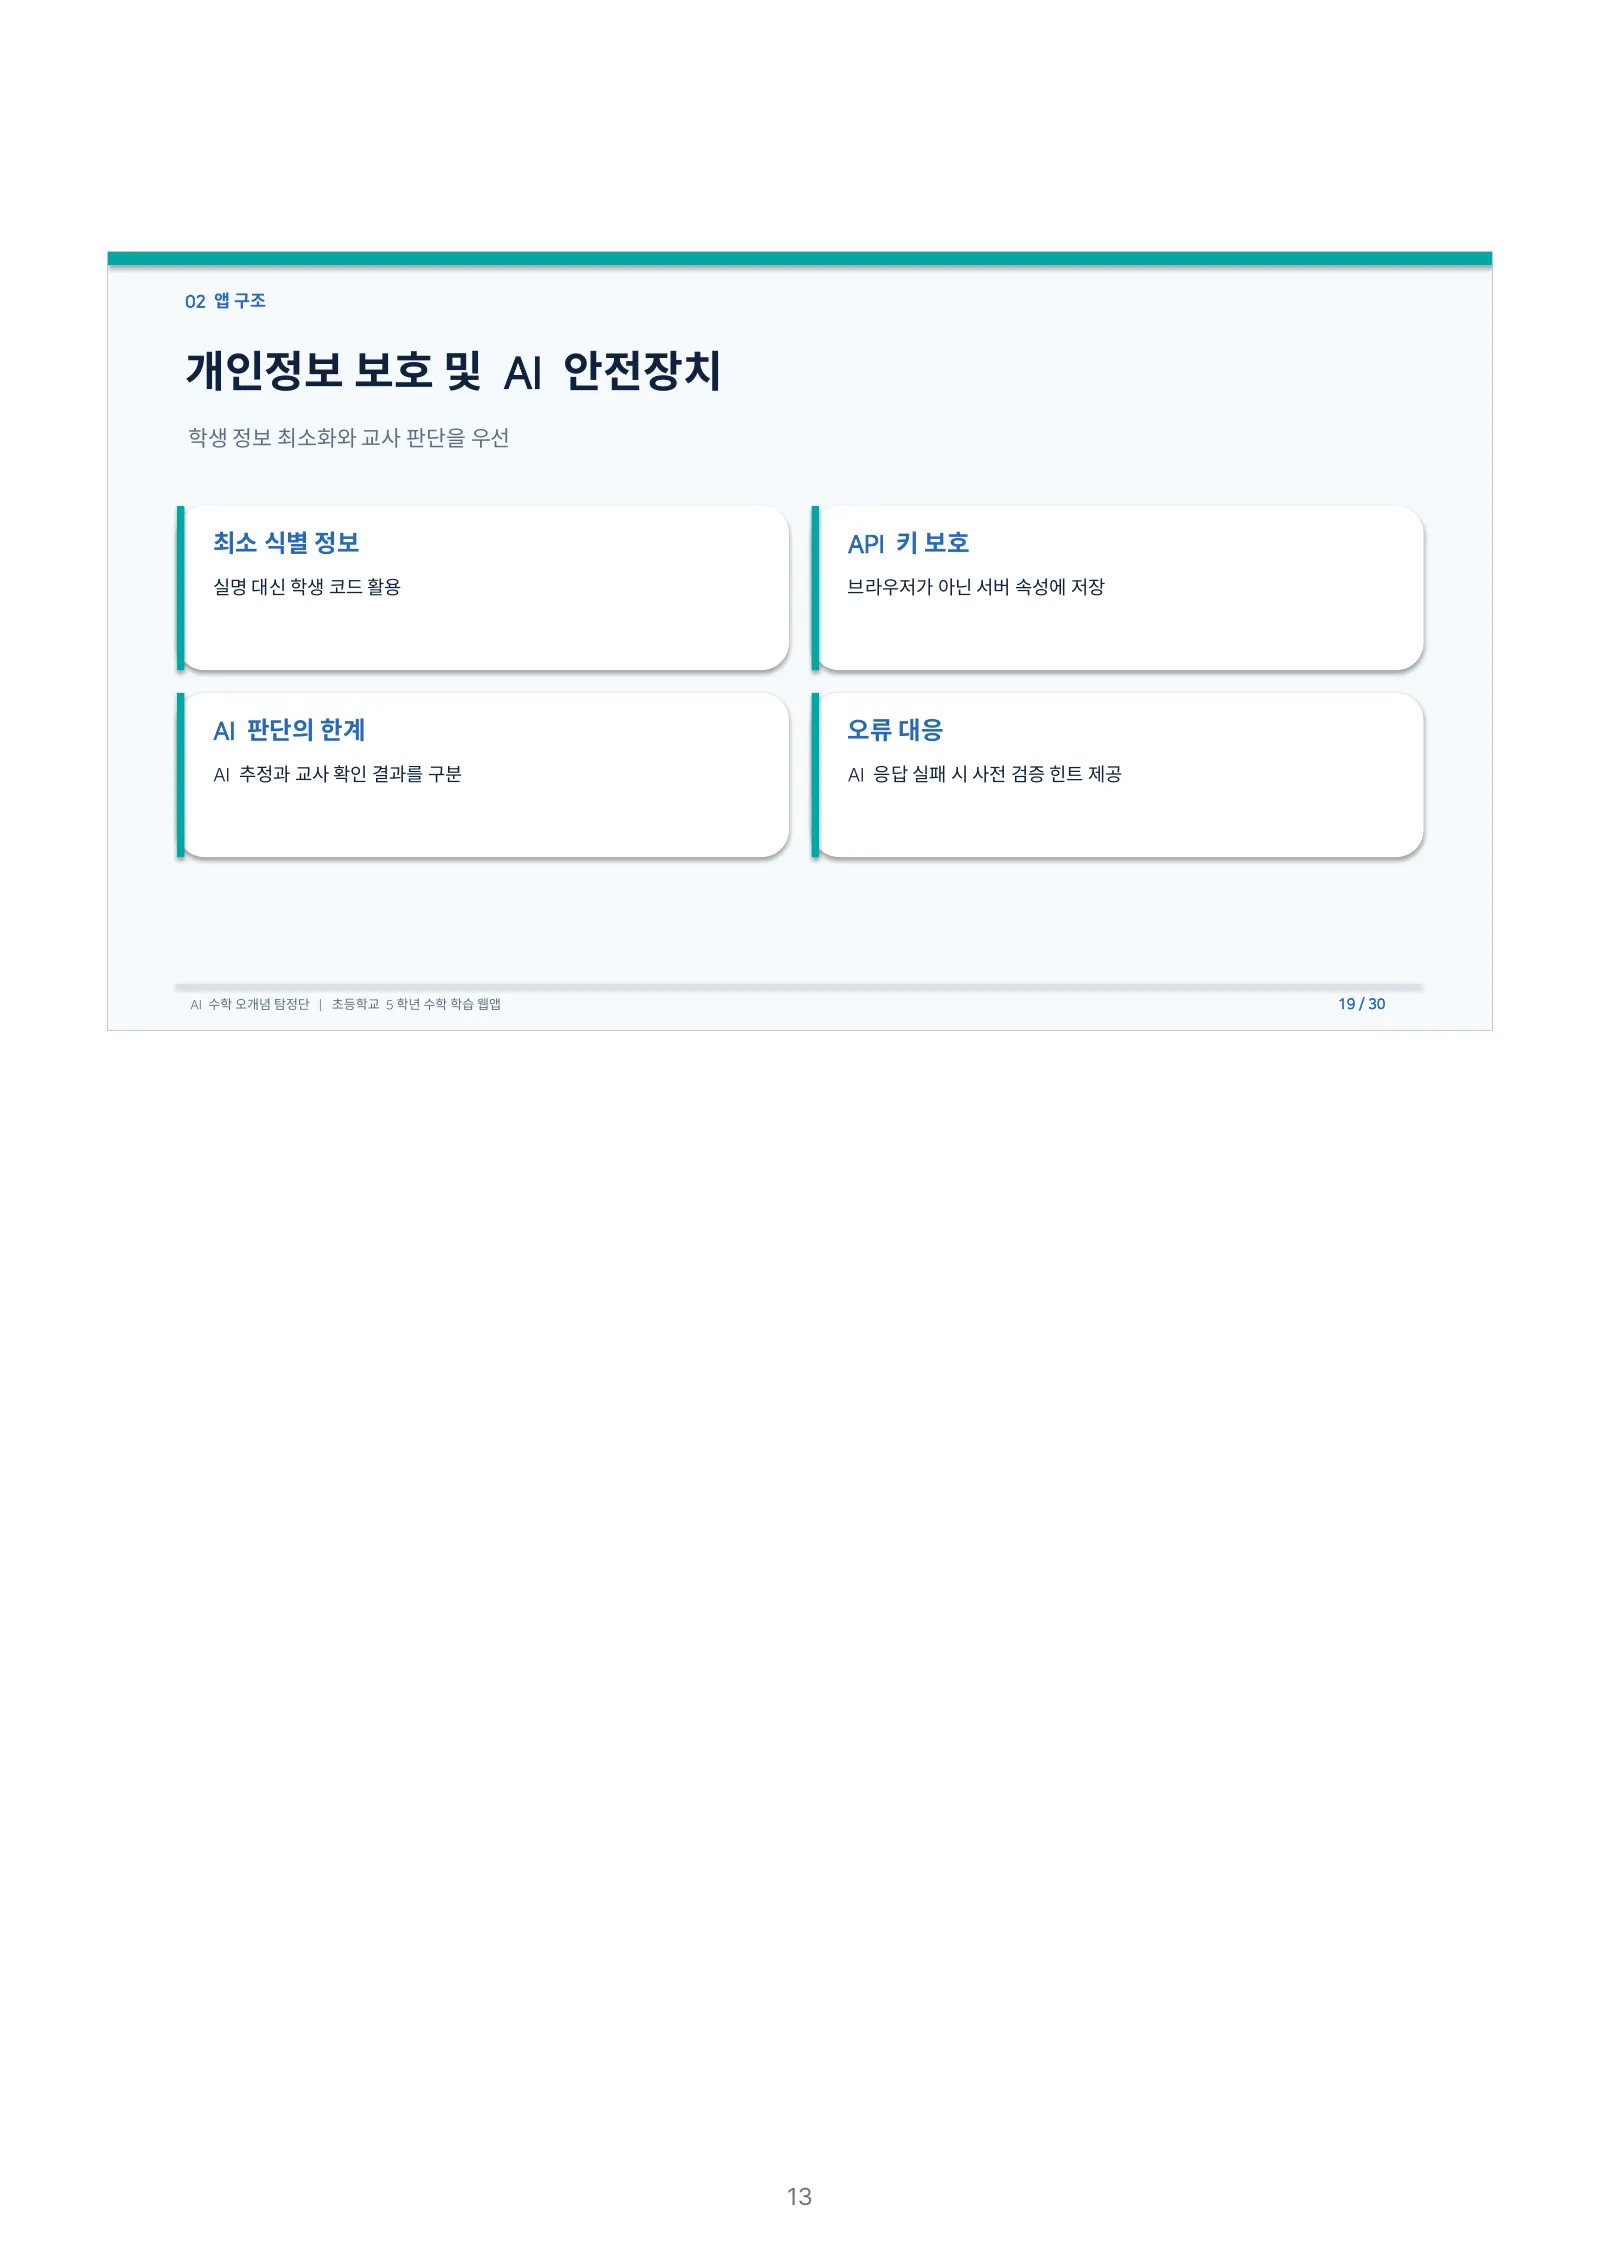 02 앱 구조
개인정보 보호 및 AI 안전장치
학생 정보 최소화와 교사 판단을 우선
최소 식별 정보
실명 대신 학생 코드 활용
API 키 보호
브라우저가 아닌 서버 속성에 저장
AI 판단의 한계
AI 추정과 교사 확인 결과를 구분
오류 대응
AI 응답 실패 시 사전 검증 힌트 제공
AI 수학 오개념 탐정단 | 초등학교 5학년 수학 학습 웹앱
19 / 30
13